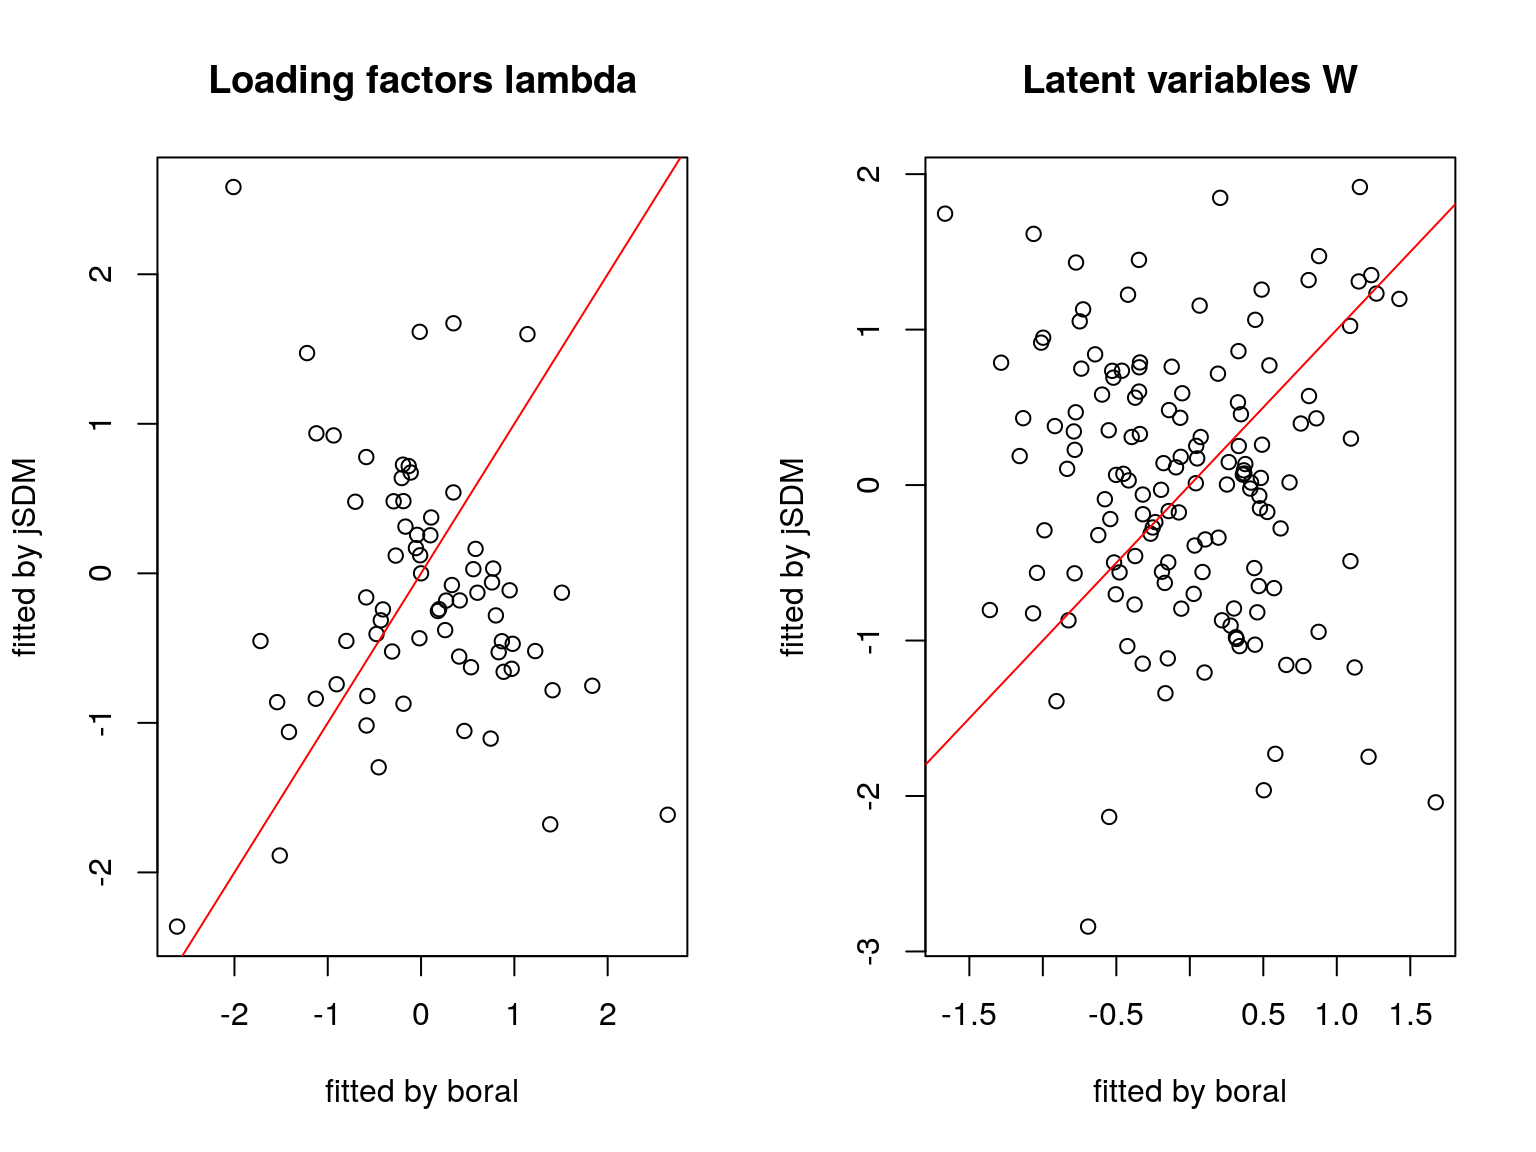 Loading factors lambda
fitted by jSDM
2
1
0
-1
-2
-2 -1 0 1 2
fitted by boral
Latent variables W
fitted by jSDM
2
1
0
-1
-2
-3
-1.5 -0.5 0.5 1.0 1.5
fitted by boral